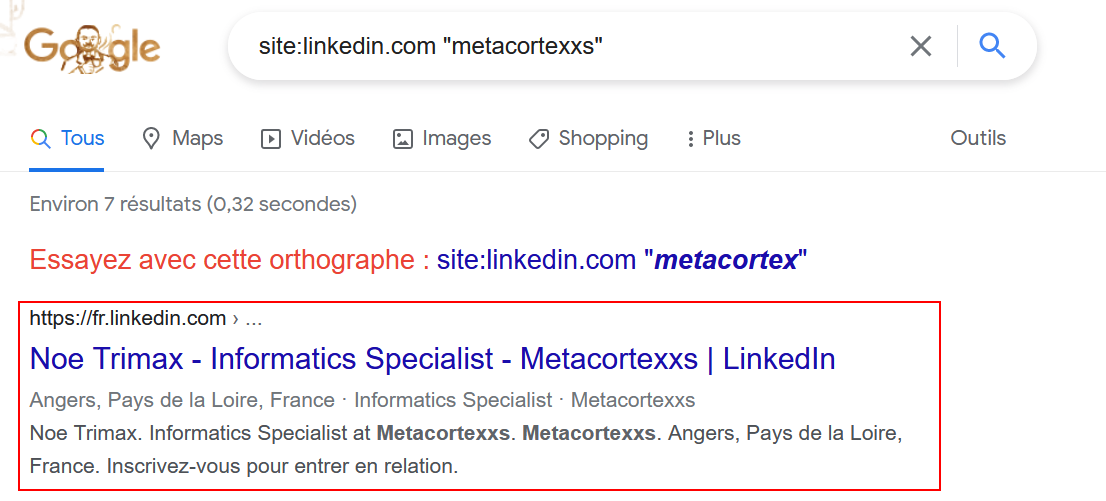 Google
site:linkedin.com "metacortexxs"
Tous Maps Vidéos Images Shopping Plus Outils
Environ 7 résultats (0,32 secondes)
Essayez avec cette orthographe : site:linkedin.com "metacortex"
https://fr.linkedin.com › ...
Noe Trimax - Informatics Specialist - Metacortexxs | LinkedIn
Angers, Pays de la Loire, France · Informatics Specialist · Metacortexxs
Noe Trimax. Informatics Specialist at Metacortexxs. Metacortexxs. Angers, Pays de la Loire,
France. Inscrivez-vous pour entrer en relation.